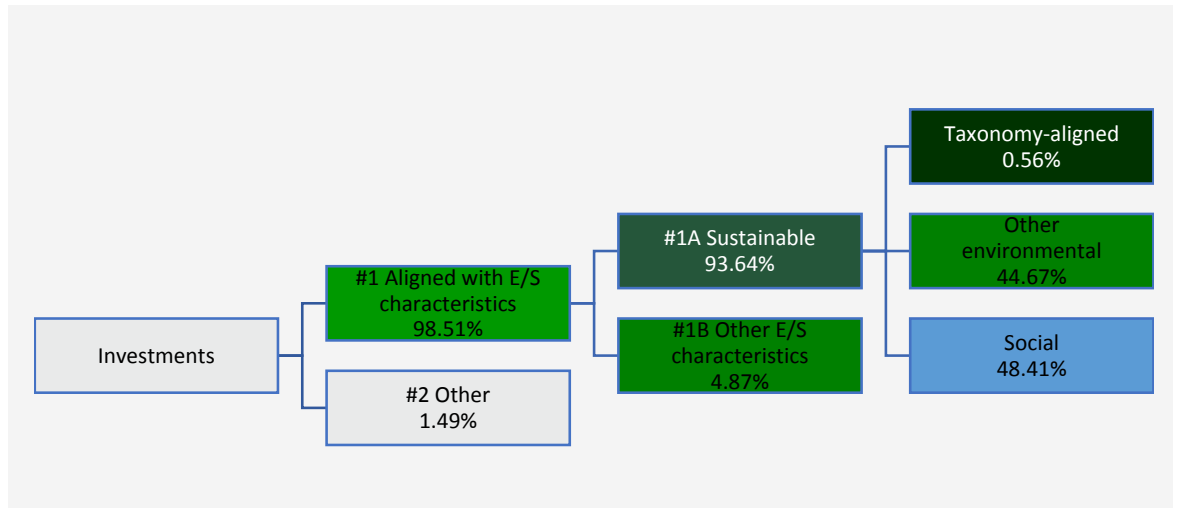 Investments
#1 Aligned with E/S
characteristics
98.51%
#2 Other
1.49%
#1A Sustainable
93.64%
#1B Other E/S
characteristics
4.87%
Taxonomy-aligned
0.56%
Other
environmental
44.67%
Social
48.41%